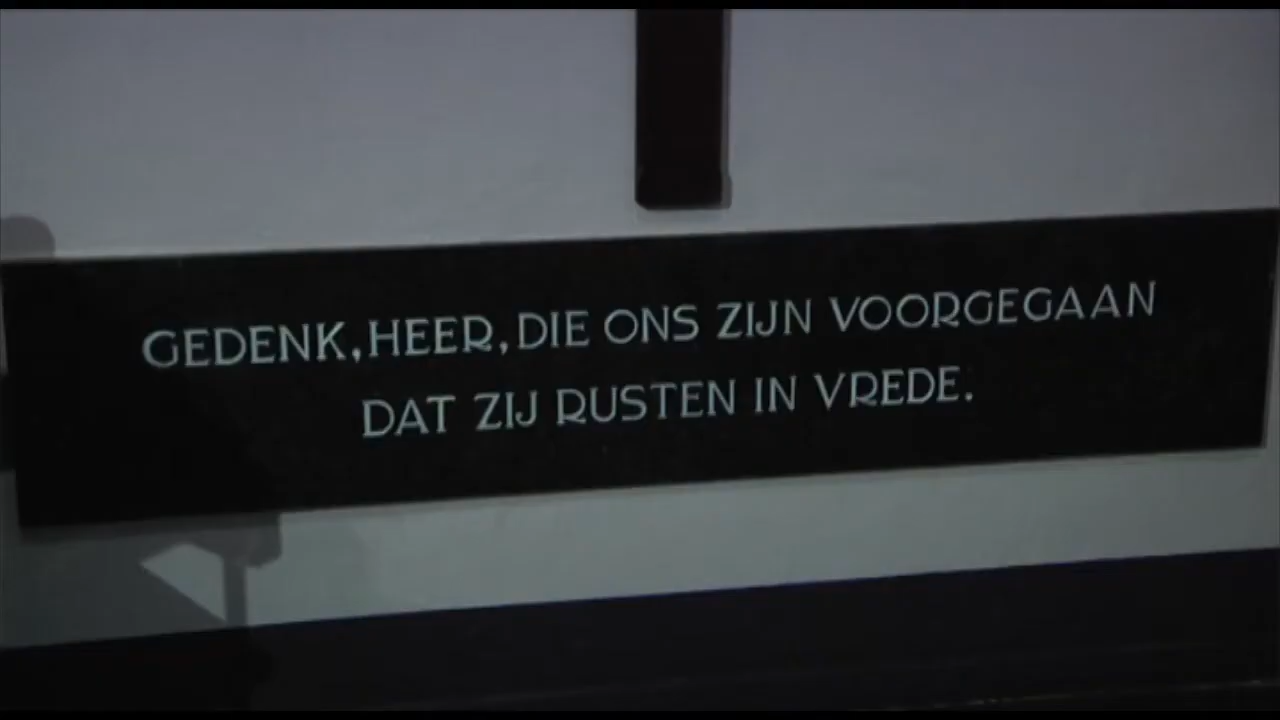 GEDENK, HEER, DIE ONS ZIJN VOORGEGAAN
DAT ZIJ RUSTEN IN VREDE.